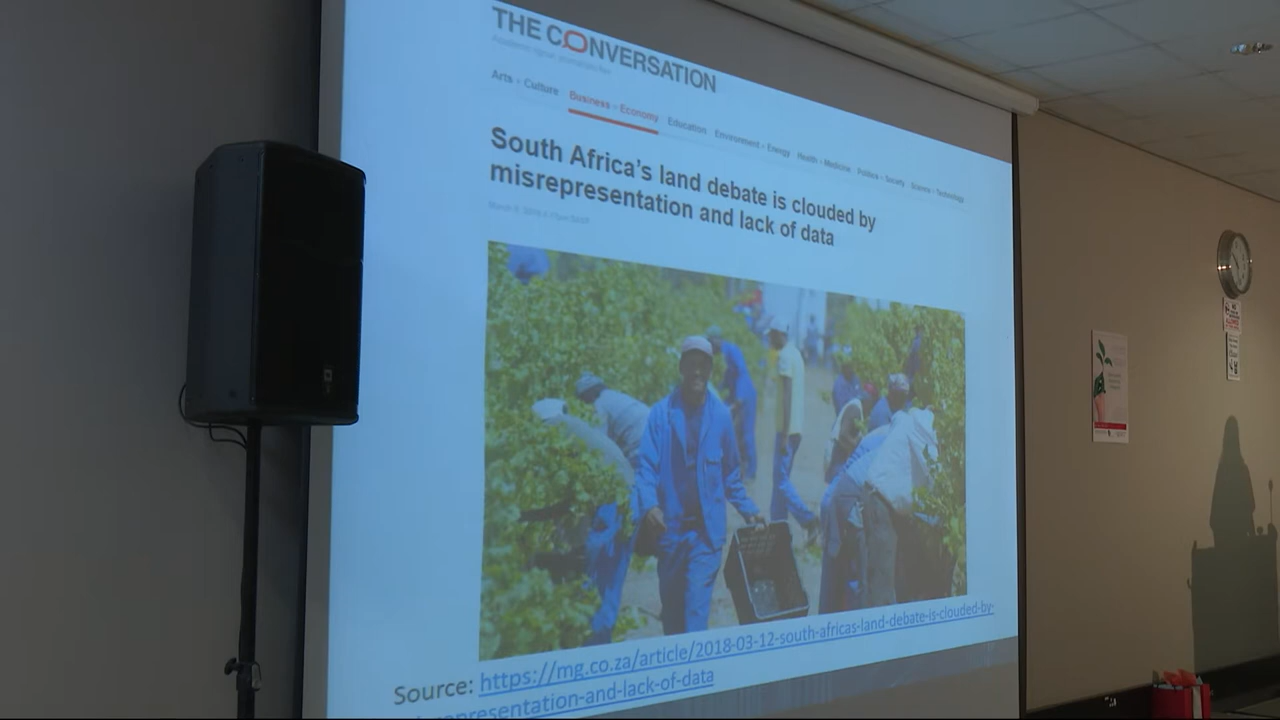 THE CONVERSATION
Arts + Culture Business + Economy Education Environment + Energy Health + Medicine Politics + Society Science + Technology
South Africa's land debate is clouded by
misrepresentation and lack of data
Source: https://mg.co.za/article/2018-03-12-south-africas-land-debate-is-clouded-by-
misrepresentation-and-lack-of-data